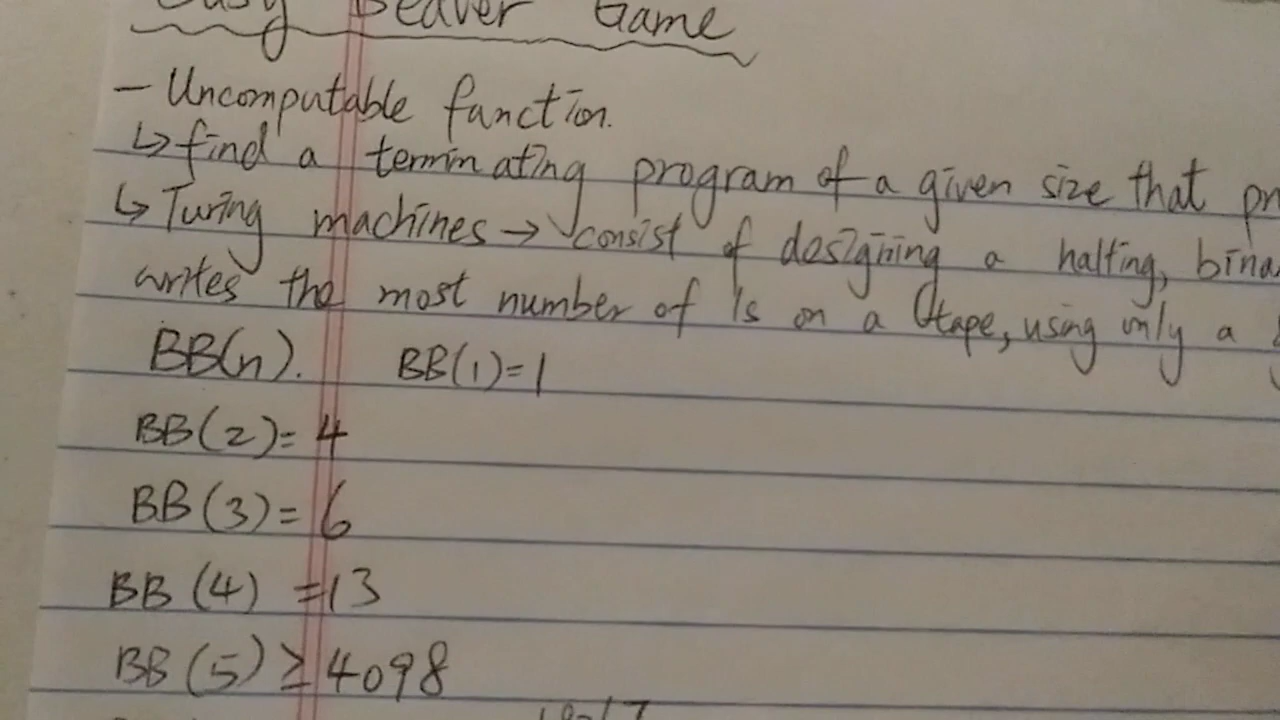 Beaver Game
- Uncomputable function.
↳ find a terminating program of a given size that
↳ Turing machines → consist of designing a halting,
writes the most number of 1s on a tape, using only a
BB(n). BB(1)=1
BB(2)=4
BB(3)=6
BB(4)=13
BB(5)≥4098